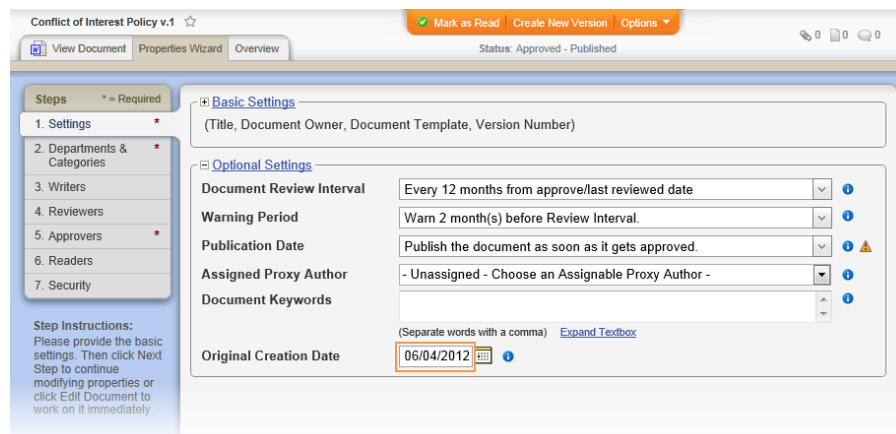 Conflict of Interest Policy v.1
Mark as Read Create New Version Options
View Document Properties Wizard Overview
Status: Approved - Published
0 0 0
Steps * = Required
1. Settings *
2. Departments & Categories *
3. Writers
4. Reviewers
5. Approvers *
6. Readers
7. Security
Step Instructions:
Please provide the basic
settings. Then click Next
Step to continue
modifying properties or
click Edit Document to
work on it immediately.
Basic Settings
(Title, Document Owner, Document Template, Version Number)
Optional Settings
Document Review Interval Every 12 months from approve/last reviewed date
Warning Period Warn 2 month(s) before Review Interval.
Publication Date Publish the document as soon as it gets approved.
Assigned Proxy Author - Unassigned - Choose an Assignable Proxy Author -
Document Keywords
(Separate words with a comma) Expand Textbox
Original Creation Date 06/04/2012